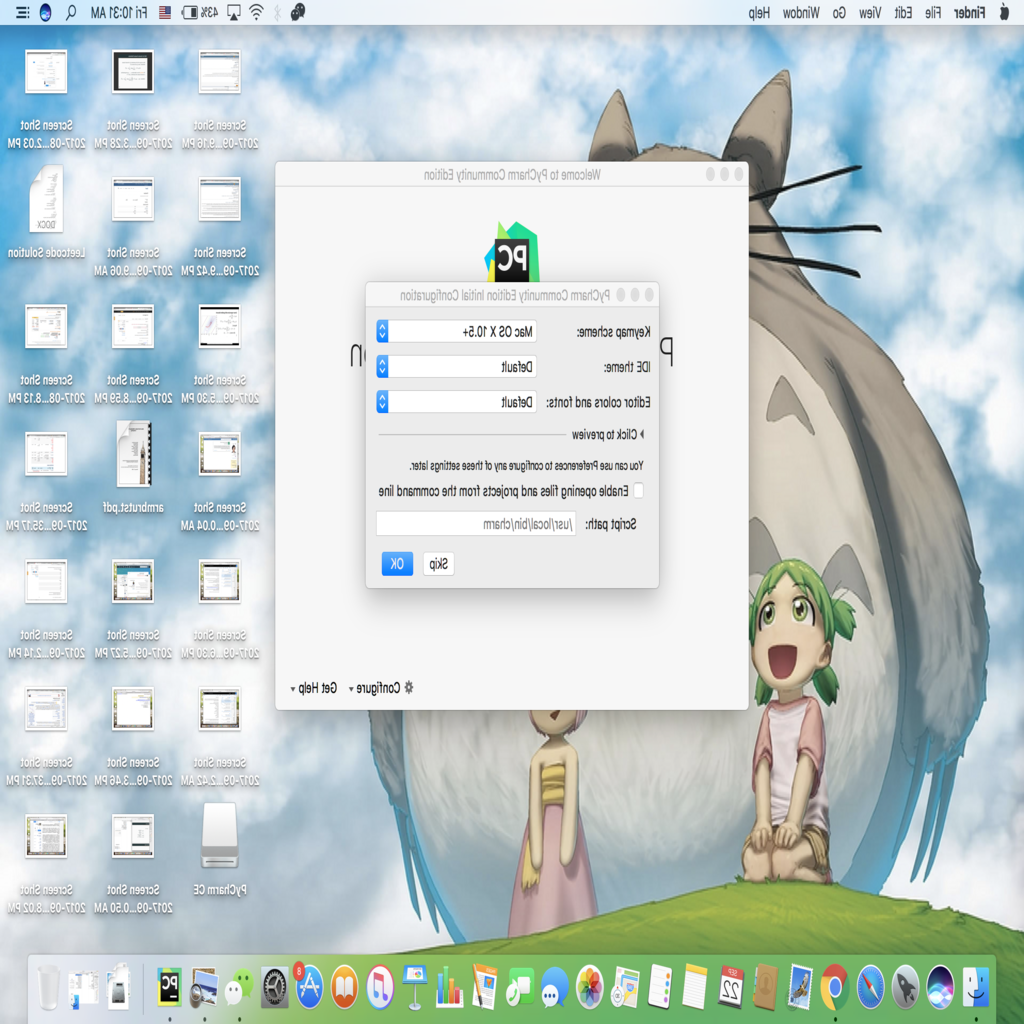 Finder File Edit View Go Window Help
43% Fri 10:31 AM
Screen Shot
2017-09...9.16 PM
Screen Shot
2017-09...3.28 PM
Screen Shot
2017-08...2.03 PM
Screen Shot
2017-09...9.42 PM
Screen Shot
2017-09...9.06 AM
DOCX
Leetcode Solution
Screen Shot
2017-09...5.30 PM
Screen Shot
2017-09...8.59 PM
Screen Shot
2017-08...8.13 PM
Screen Shot
2017-09...0.04 AM
armbrutst.pdf
Screen Shot
2017-09...35.17 PM
Screen Shot
2017-09...6.30 PM
Screen Shot
2017-09...5.27 PM
Screen Shot
2017-09...2.14 PM
Screen Shot
2017-09...2.42 AM
Screen Shot
2017-09...3.46 PM
Screen Shot
2017-09...37.31 PM
PyCharm CE
Screen Shot
2017-09...0.50 AM
Screen Shot
2017-09...8.02 PM
Welcome to PyCharm Community Edition
PC
P on
PyCharm Community Edition Initial Configuration
Keymap scheme: Mac OS X 10.5+
IDE theme: Default
Editor colors and fonts: Default
Click to preview
You can use Preferences to configure any of these settings later.
Enable opening files and projects from the command line
Script path: /usr/local/bin/charm
Skip OK
Configure Get Help
SEP
22
8
PC